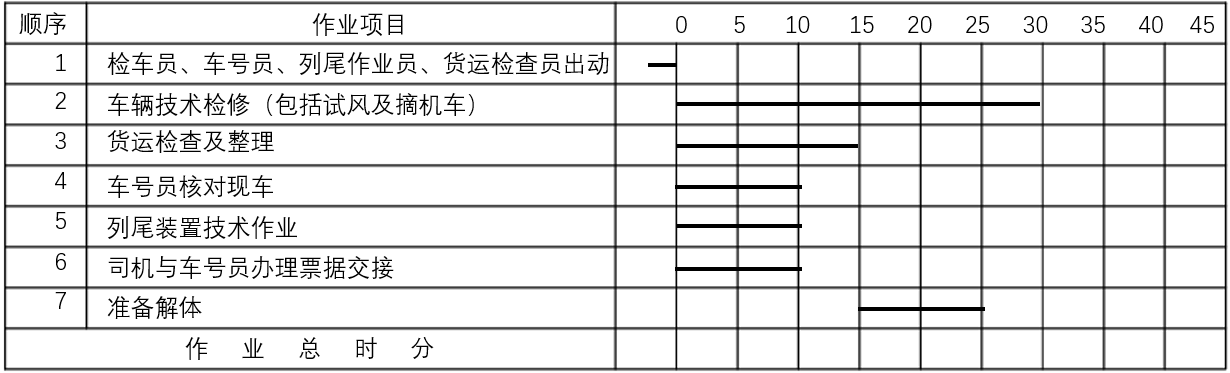 顺序 作业项目 0 5 10 15 20 25 30 35 40 45
1 检车员、车号员、列尾作业员、货运检查员出动
2 车辆技术检修（包括试风及摘机车）
3 货运检查及整理
4 车号员核对现车
5 列尾装置技术作业
6 司机与车号员办理票据交接
7 准备解体
作 业 总 时 分